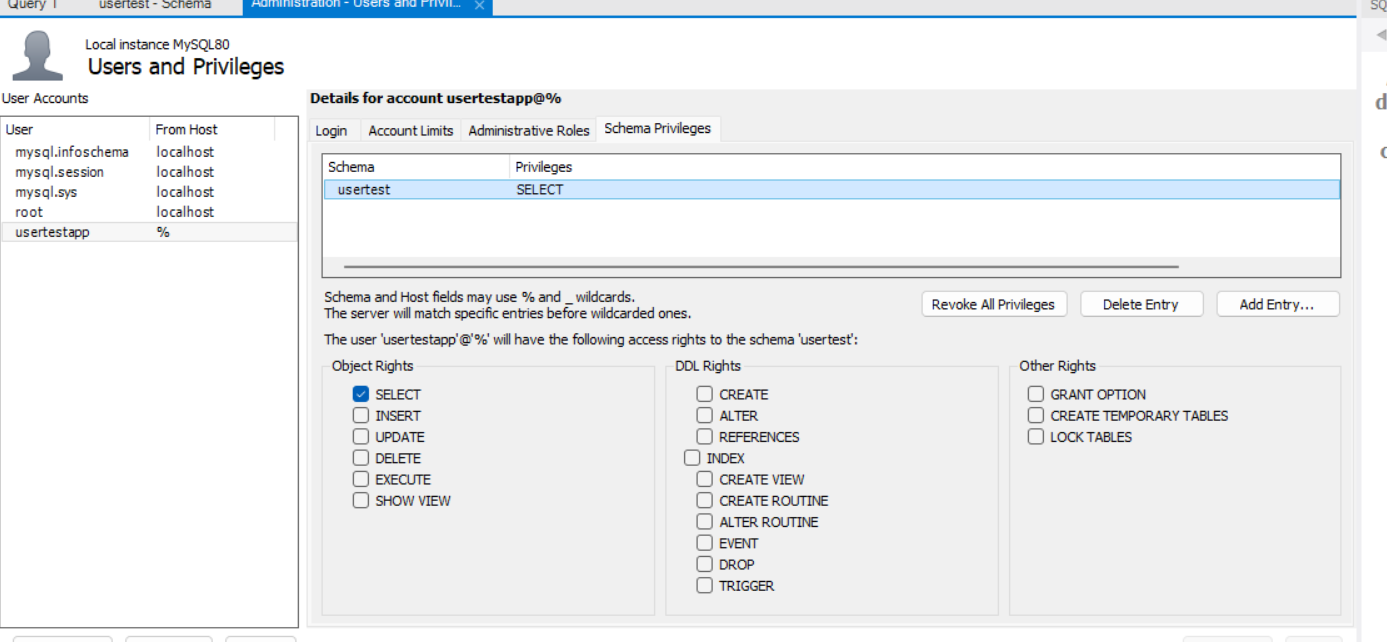 Query 1
usertest - Schema
Administration - Users and Privil...
Local instance MySQL80
Users and Privileges
User Accounts
User From Host
mysql.infoschema localhost
mysql.session localhost
mysql.sys localhost
root localhost
usertestapp %
Details for account usertestapp@%
Login Account Limits Administrative Roles Schema Privileges
Schema Privileges
usertest SELECT
Schema and Host fields may use % and _ wildcards.
The server will match specific entries before wildcarded ones.
Revoke All Privileges Delete Entry Add Entry...
The user 'usertestapp'@'%' will have the following access rights to the schema 'usertest':
Object Rights
SELECT
INSERT
UPDATE
DELETE
EXECUTE
SHOW VIEW
DDL Rights
CREATE
ALTER
REFERENCES
INDEX
CREATE VIEW
CREATE ROUTINE
ALTER ROUTINE
EVENT
DROP
TRIGGER
Other Rights
GRANT OPTION
CREATE TEMPORARY TABLES
LOCK TABLES